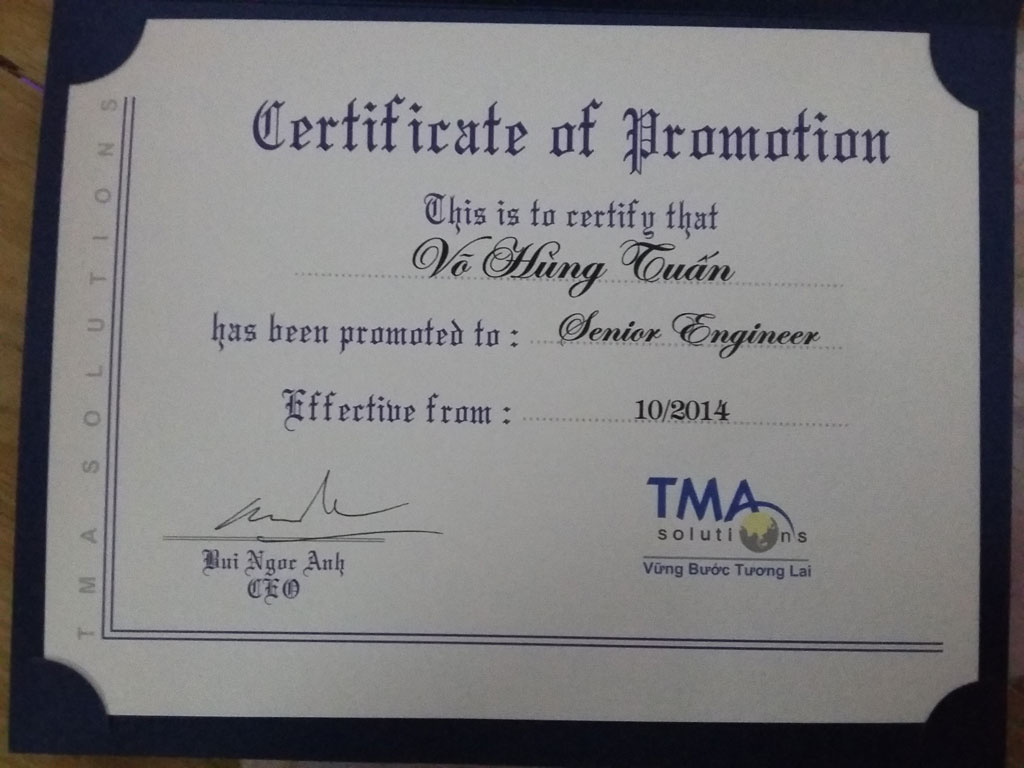 Certificate of Promotion
This is to certify that
Võ Hùng Tuấn
has been promoted to : Senior Engineer
Effective from : 10/2014
Bui Ngoc Anh
CEO
TMA
solutions
Vững Bước Tương Lai
TMA SOLUTIONS